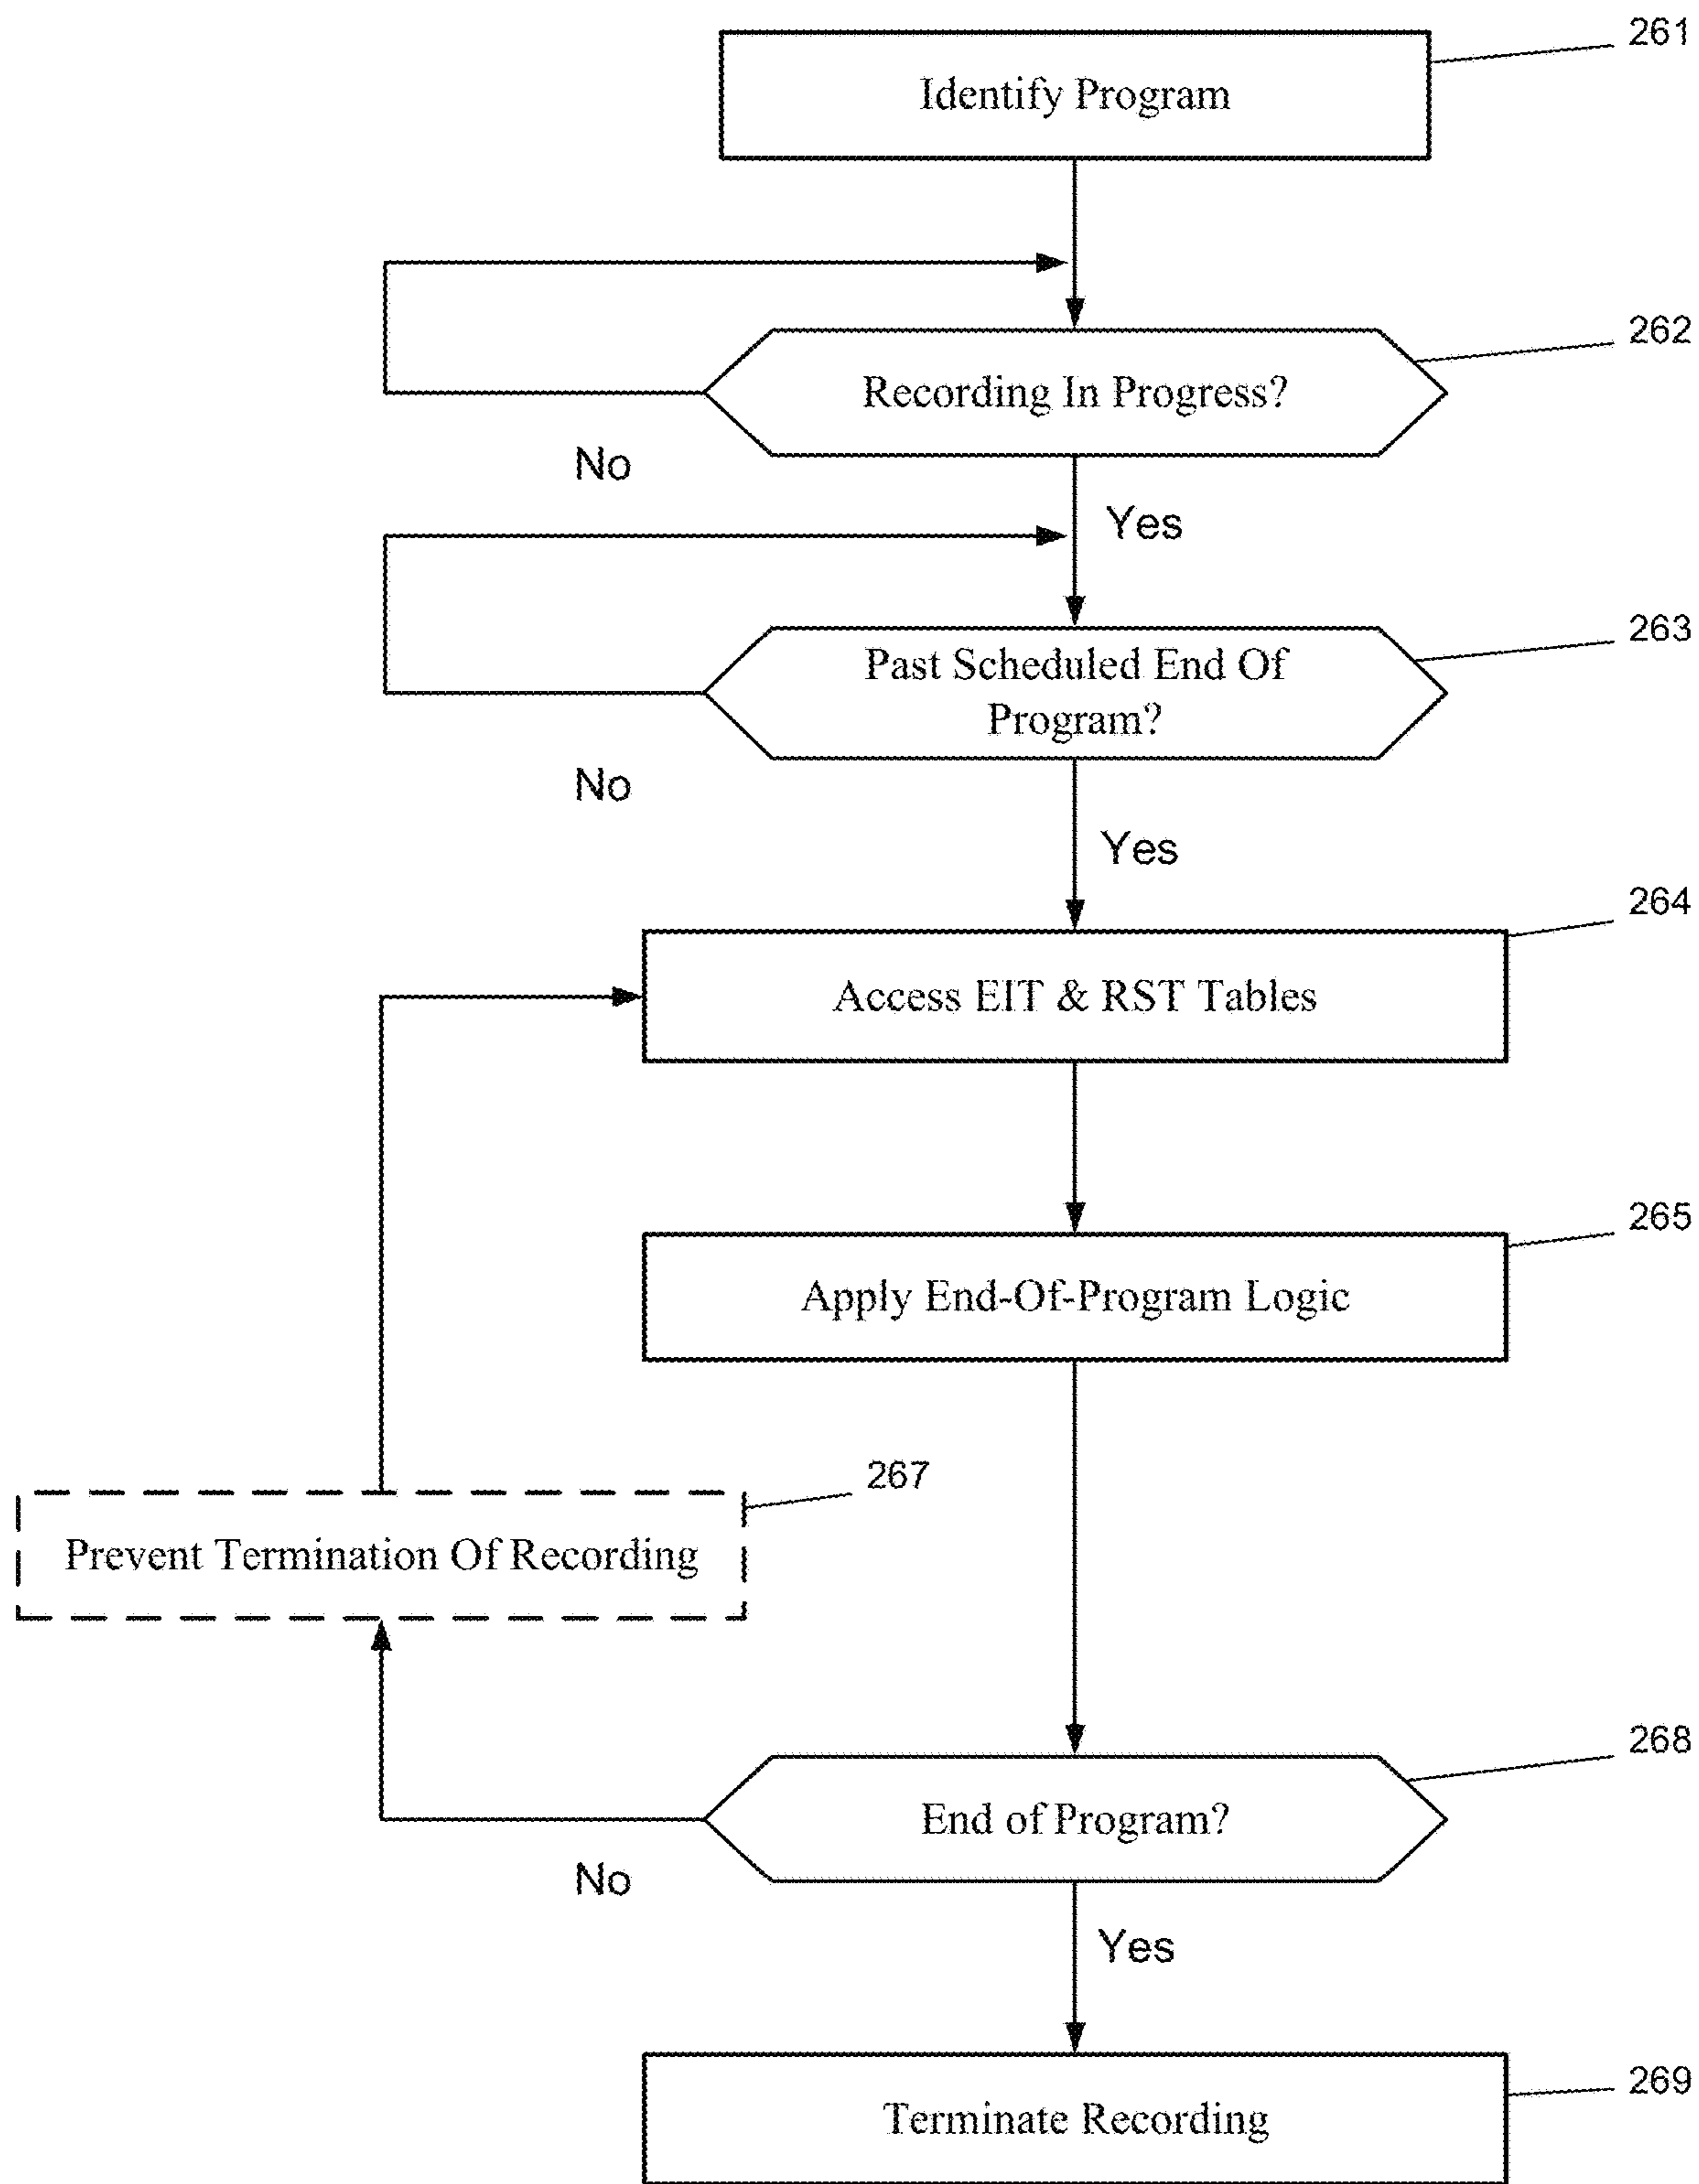 261
Identify Program
262
Recording In Progress?
No
Yes
263
Past Scheduled End Of
Program?
No
Yes
264
Access EIT & RST Tables
265
Apply End-Of-Program Logic
267
Prevent Termination Of Recording
268
End of Program?
No
Yes
269
Terminate Recording